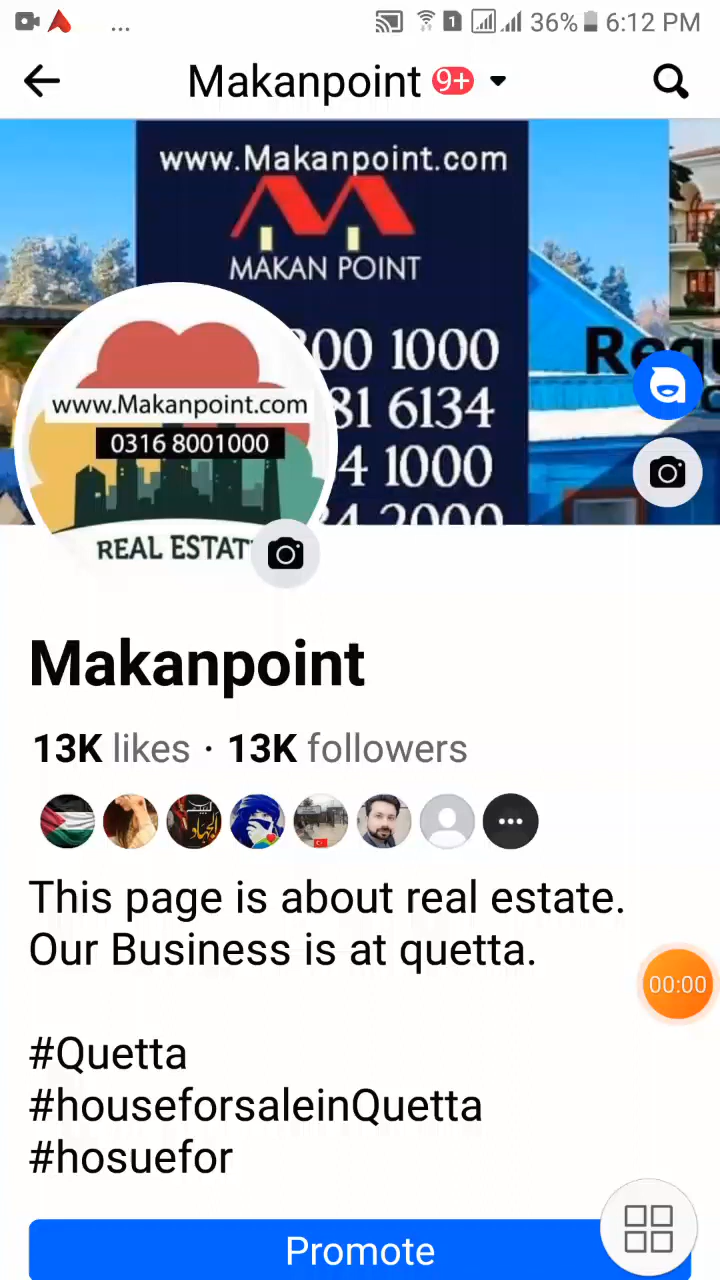 ... 1 36% 6:12 PM
Makanpoint 9+
www.Makanpoint.com
MAKAN POINT
00 1000
81 6134
4 1000
www.Makanpoint.com
0316 8001000
REAL ESTAT
Makanpoint
13K likes · 13K followers
This page is about real estate.
Our Business is at quetta.
00:00
#Quetta
#houseforsaleinQuetta
#hosuefor
Promote